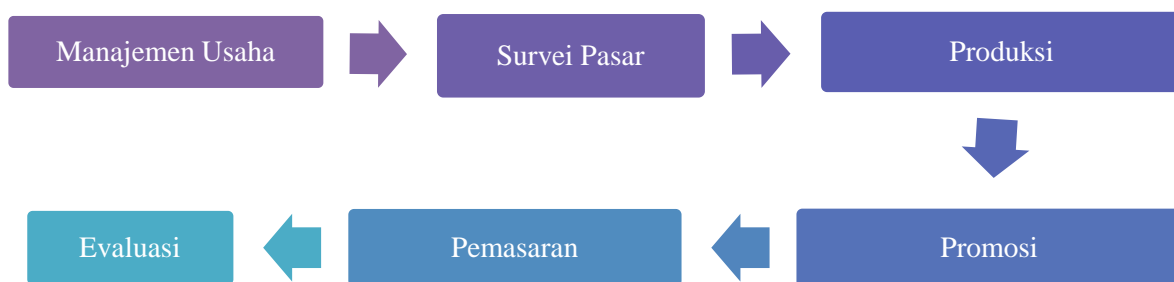 Manajemen Usaha
Survei Pasar
Produksi
Promosi
Pemasaran
Evaluasi